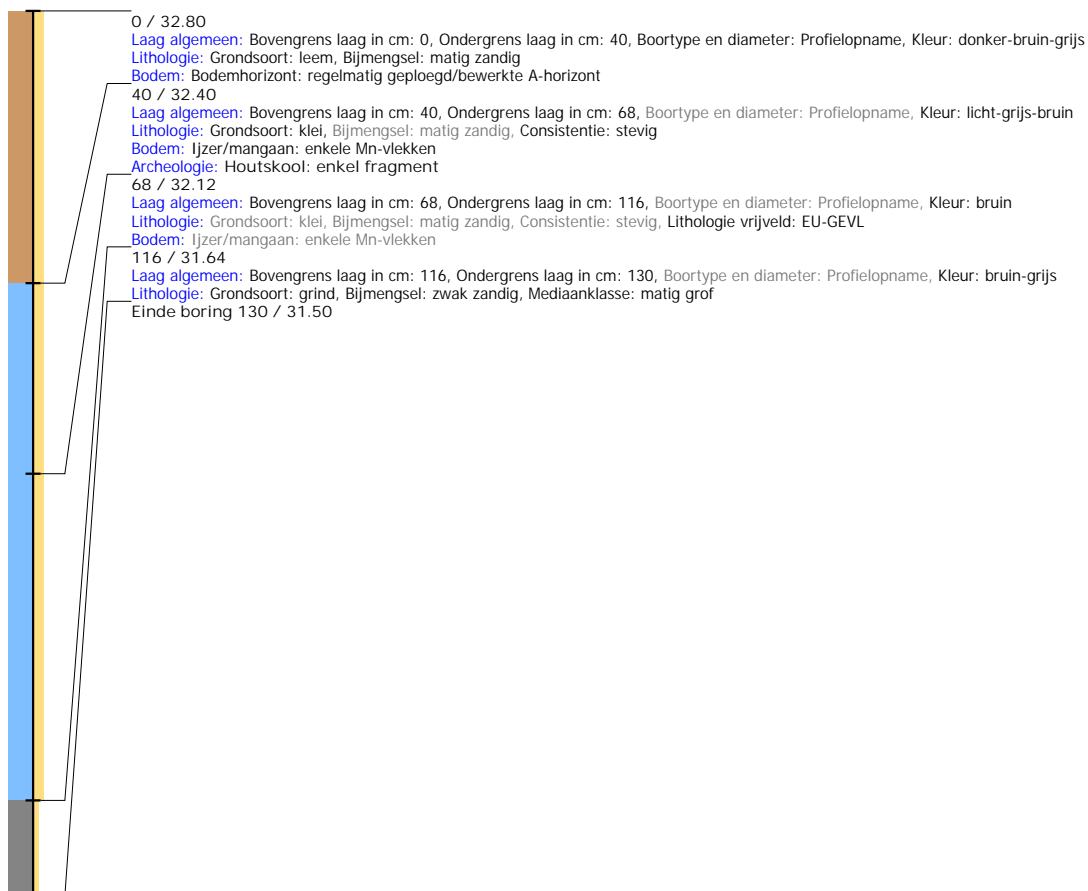 0 / 32.80
Laag algemeen: Bovengrens laag in cm: 0, Ondergrens laag in cm: 40, Boortype en diameter: Profielopname, Kleur: donker-bruin-grijs
Lithologie: Grondsoort: leem, Bijmengsel: matig zandig
Bodem: Bodemhorizont: regelmatig geploegd/bewerkte A-horizont
40 / 32.40
Laag algemeen: Bovengrens laag in cm: 40, Ondergrens laag in cm: 68, Boortype en diameter: Profielopname, Kleur: licht-grijs-bruin
Lithologie: Grondsoort: klei, Bijmengsel: matig zandig, Consistentie: stevig
Bodem: Ijzer/mangaan: enkele Mn-vlekken
Archeologie: Houtskool: enkel fragment
68 / 32.12
Laag algemeen: Bovengrens laag in cm: 68, Ondergrens laag in cm: 116, Boortype en diameter: Profielopname, Kleur: bruin
Lithologie: Grondsoort: klei, Bijmengsel: matig zandig, Consistentie: stevig, Lithologie vrijveld: EU-GEVL
Bodem: Ijzer/mangaan: enkele Mn-vlekken
116 / 31.64
Laag algemeen: Bovengrens laag in cm: 116, Ondergrens laag in cm: 130, Boortype en diameter: Profielopname, Kleur: bruin-grijs
Lithologie: Grondsoort: grind, Bijmengsel: zwak zandig, Mediaanklasse: matig grof
Einde boring 130 / 31.50